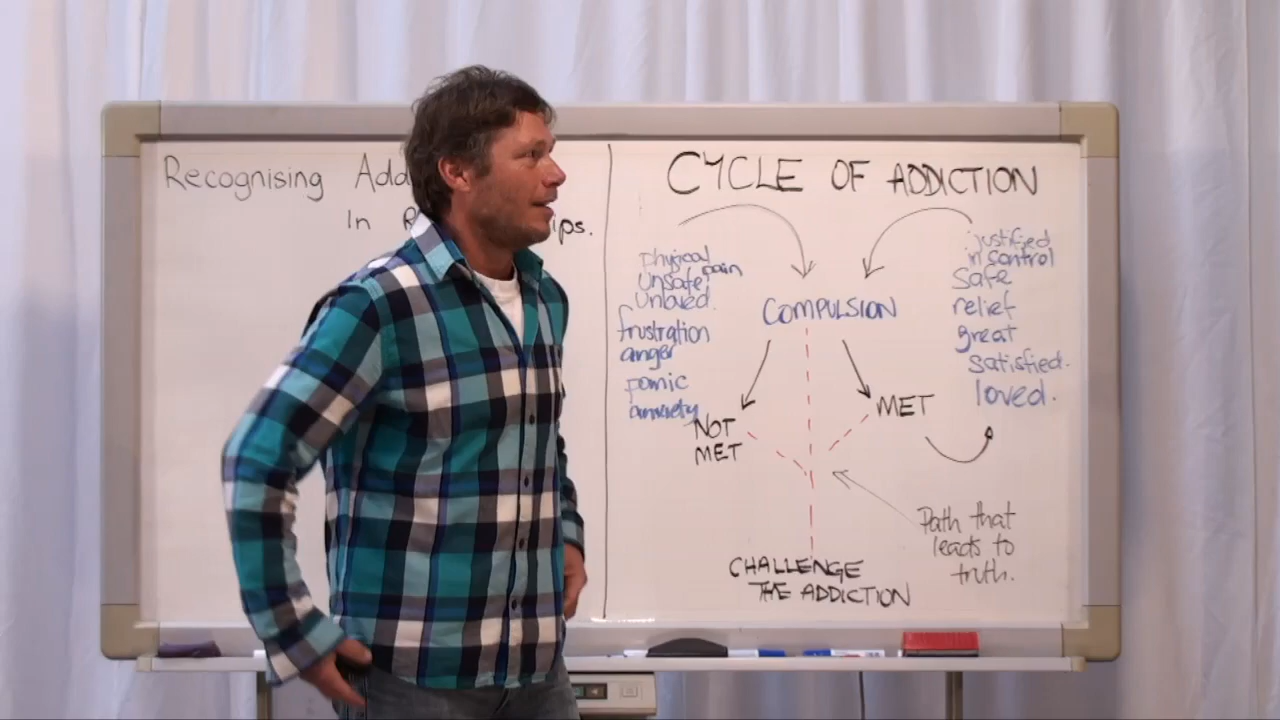 Recognising Add
In R ips.
CYCLE OF ADDICTION
physical
pain
unsafe
unloved.
frustration
anger
panic
anxiety
justified
in control
safe
relief
great
satisfied.
loved.
COMPULSION
NOT
MET
MET
Path that
leads to
truth.
CHALLENGE
THE ADDICTION